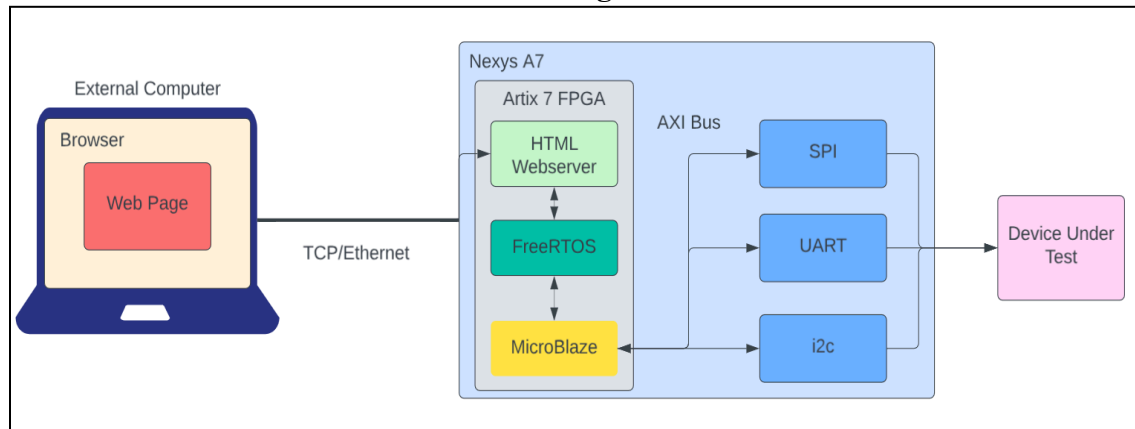 External Computer
Browser
Web Page
TCP/Ethernet
Nexys A7
Artix 7 FPGA
HTML
Webserver
FreeRTOS
MicroBlaze
AXI Bus
SPI
UART
i2c
Device Under
Test